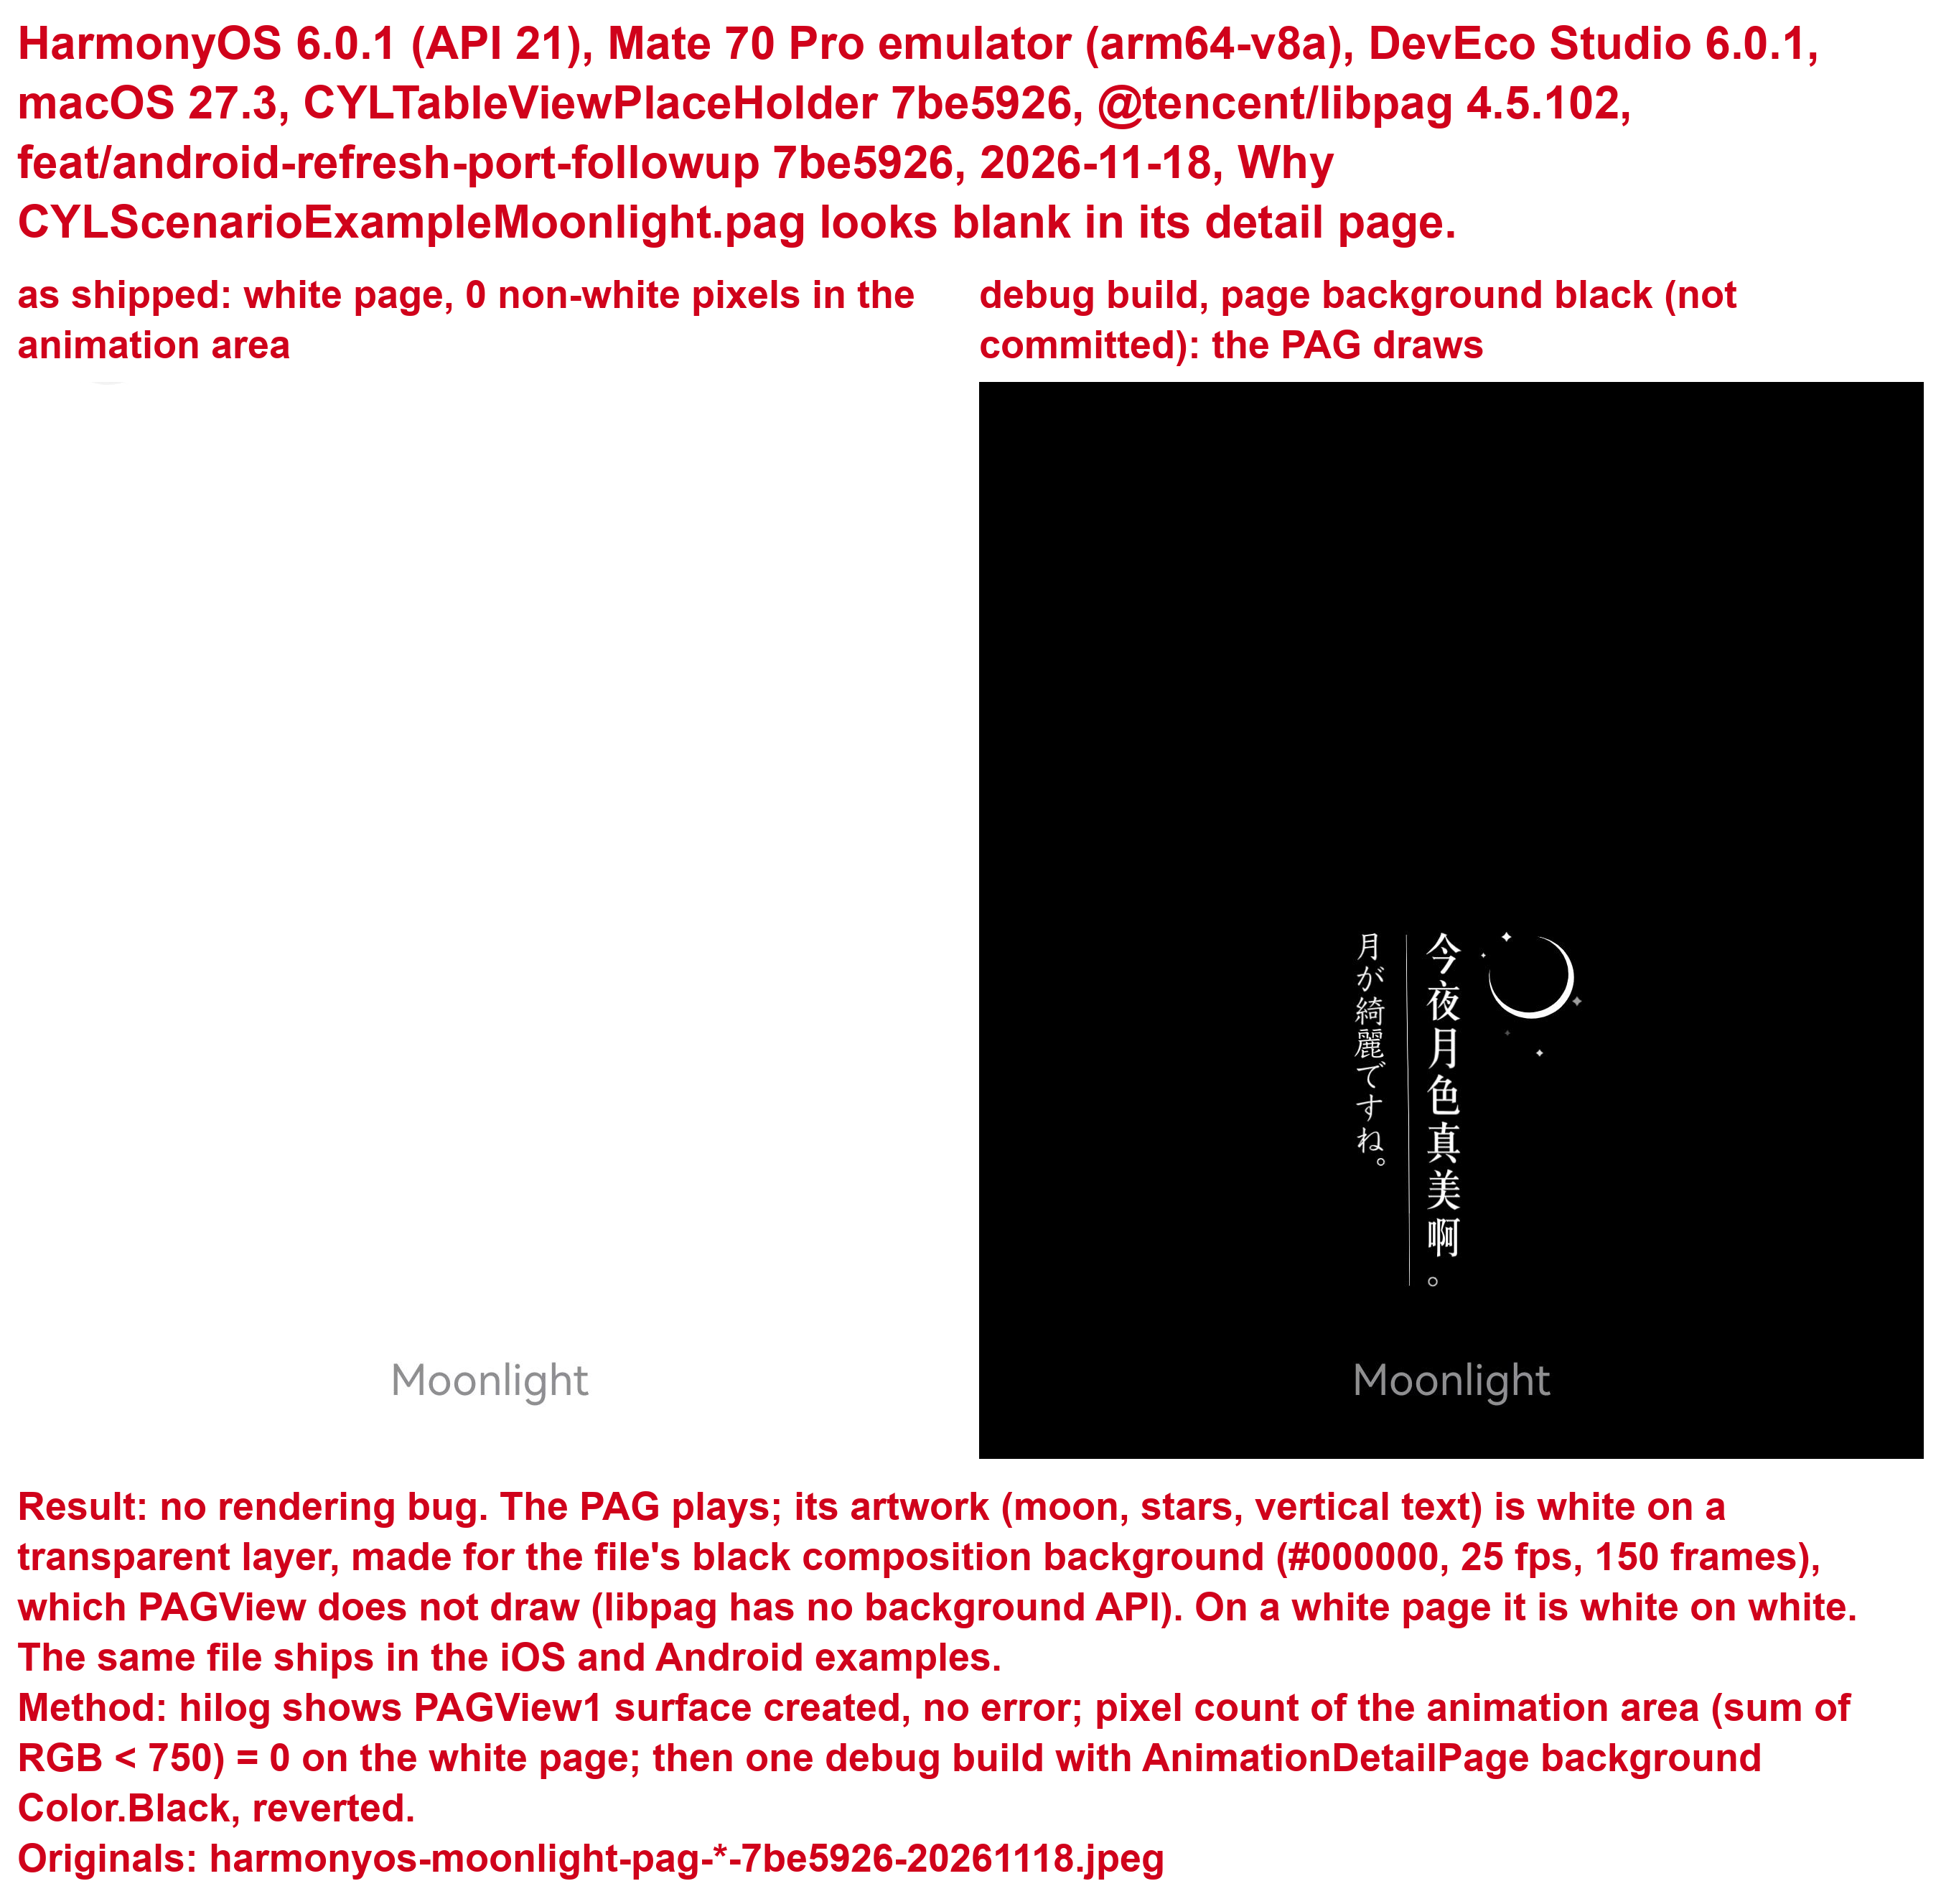 HarmonyOS 6.0.1 (API 21), Mate 70 Pro emulator (arm64-v8a), DevEco Studio 6.0.1,
macOS 27.3, CYLTableViewPlaceHolder 7be5926, @tencent/libpag 4.5.102,
feat/android-refresh-port-followup 7be5926, 2026-11-18, Why
CYLScenarioExampleMoonlight.pag looks blank in its detail page.
as shipped: white page, 0 non-white pixels in the
animation area
debug build, page background black (not
committed): the PAG draws
今夜月色真美啊。
月が綺麗ですね。
Moonlight
Moonlight
Result: no rendering bug. The PAG plays; its artwork (moon, stars, vertical text) is white on a
transparent layer, made for the file's black composition background (#000000, 25 fps, 150 frames),
which PAGView does not draw (libpag has no background API). On a white page it is white on white.
The same file ships in the iOS and Android examples.
Method: hilog shows PAGView1 surface created, no error; pixel count of the animation area (sum of
RGB < 750) = 0 on the white page; then one debug build with AnimationDetailPage background
Color.Black, reverted.
Originals: harmonyos-moonlight-pag-*-7be5926-20261118.jpeg